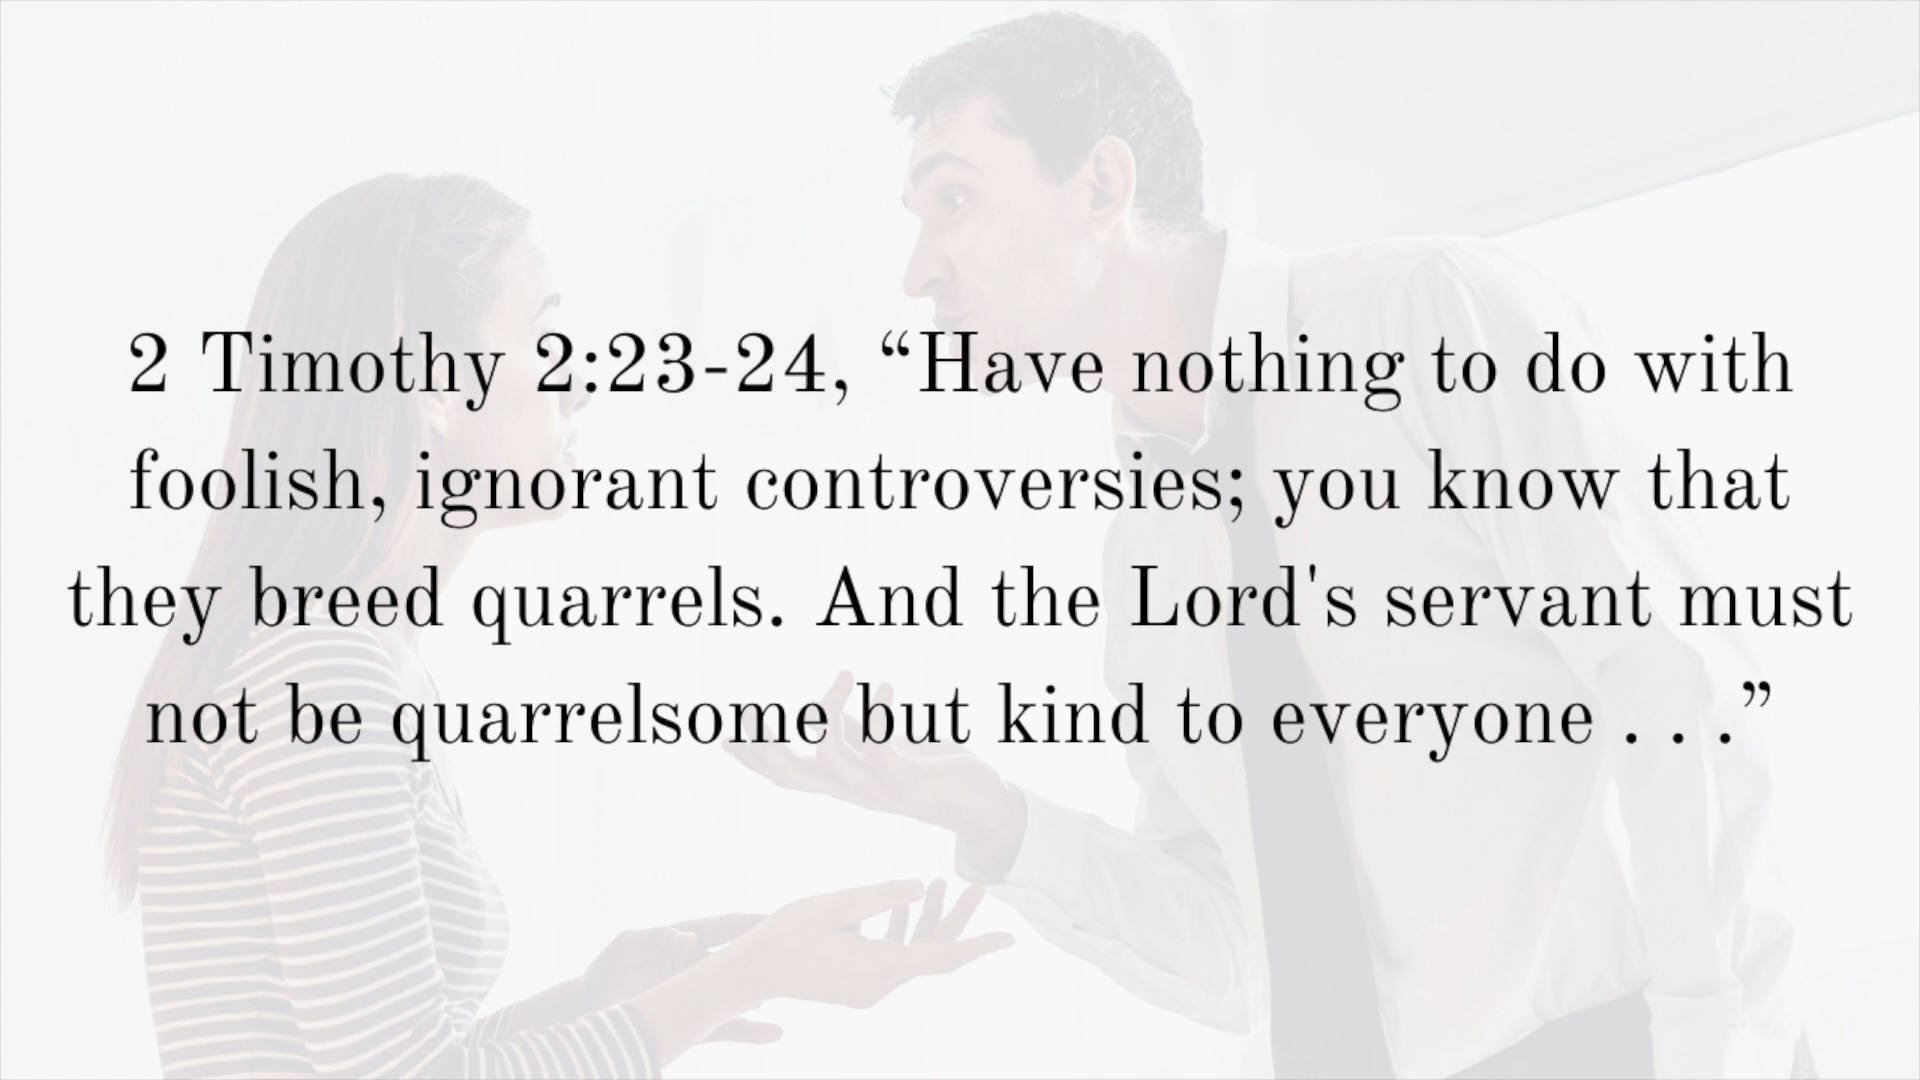 2 Timothy 2:23-24, “Have nothing to do with
foolish, ignorant controversies; you know that
they breed quarrels. And the Lord's servant must
not be quarrelsome but kind to everyone . . .”